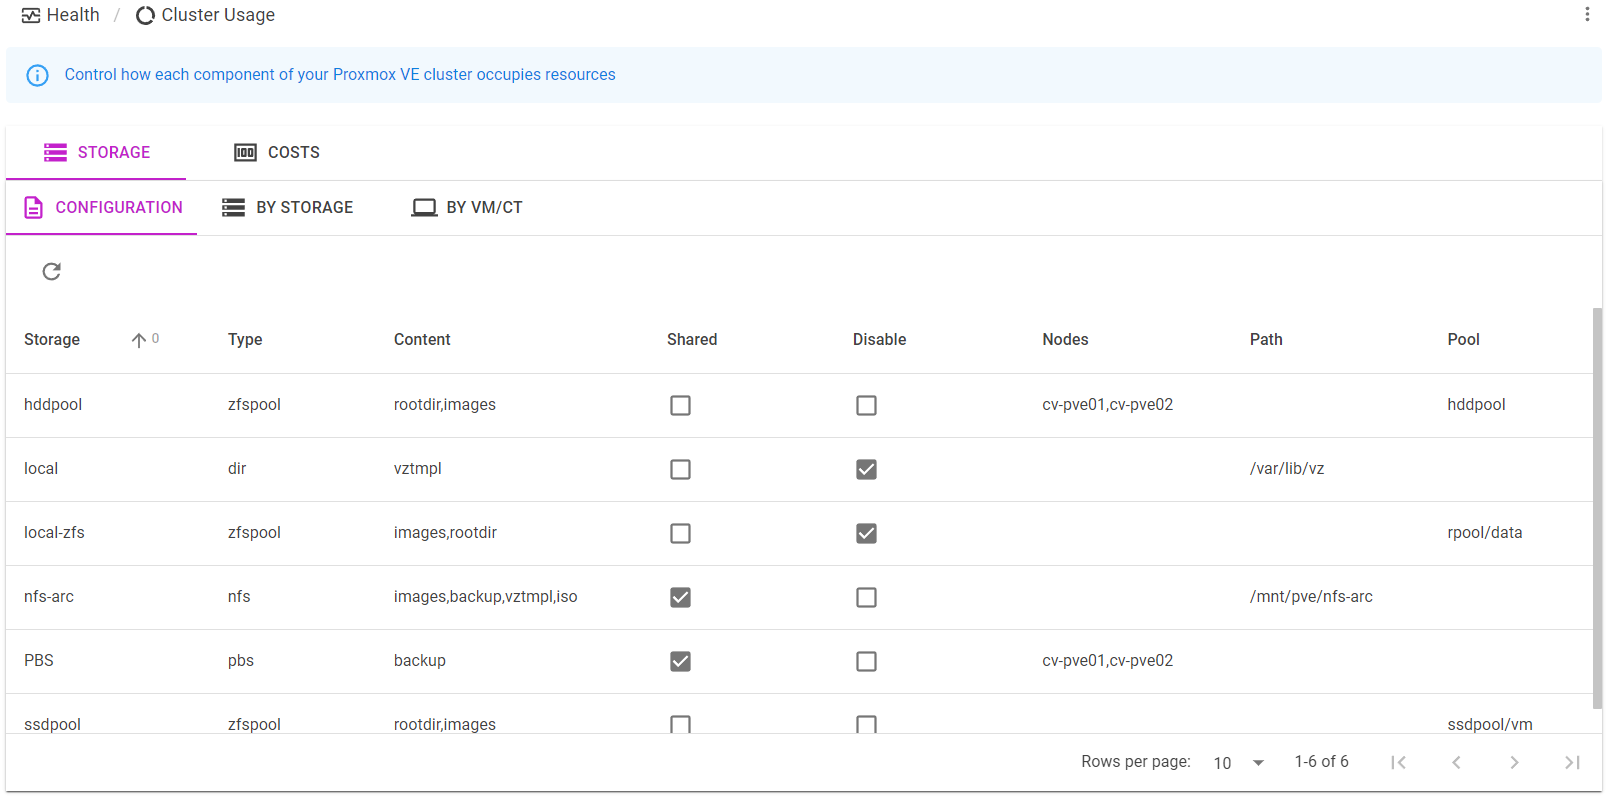 Health / Cluster Usage
Control how each component of your Proxmox VE cluster occupies resources
STORAGE COSTS
CONFIGURATION BY STORAGE BY VM/CT
Storage 0 Type Content Shared Disable Nodes Path Pool
hddpool zfspool rootdir,images cv-pve01,cv-pve02 hddpool
local dir vztmpl /var/lib/vz
local-zfs zfspool images,rootdir rpool/data
nfs-arc nfs images,backup,vztmpl,iso /mnt/pve/nfs-arc
PBS pbs backup cv-pve01,cv-pve02
ssdpool zfspool rootdir,images ssdpool/vm
Rows per page: 10 1-6 of 6